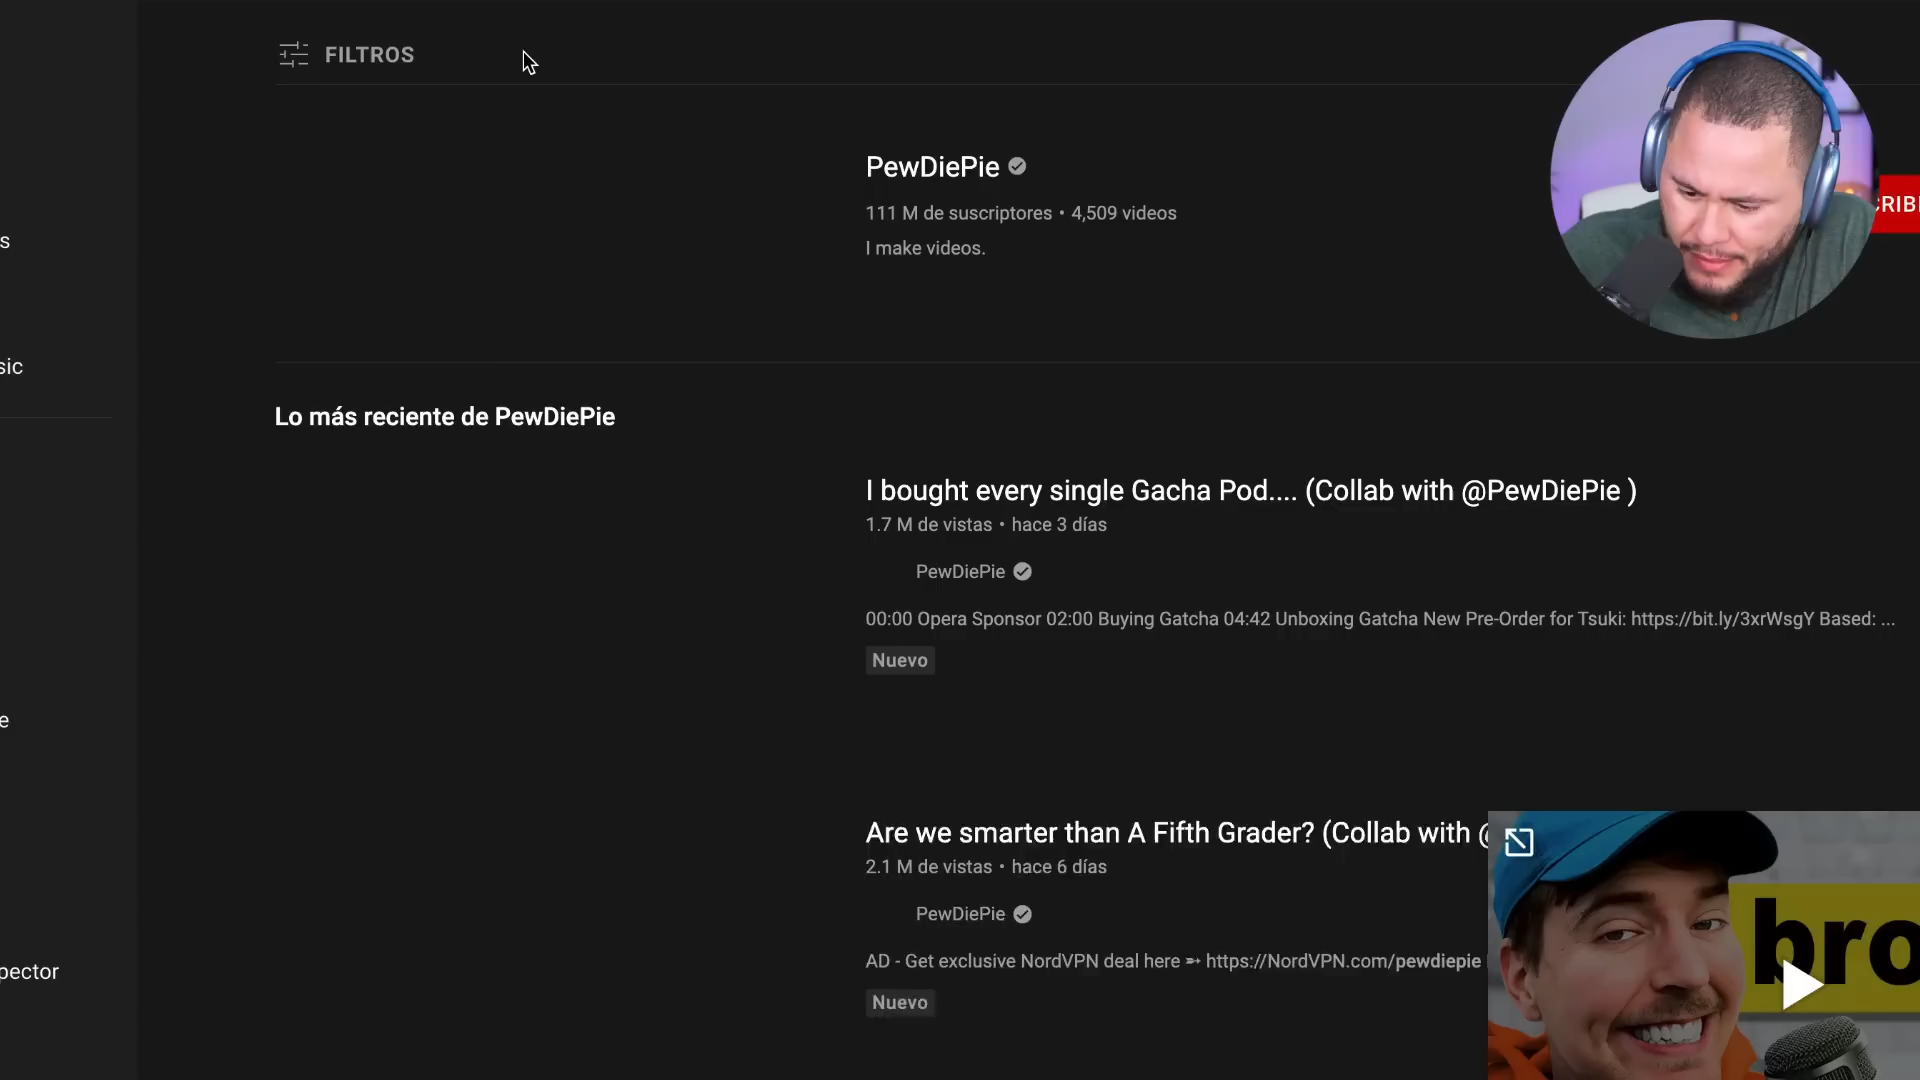 FILTROS
PewDiePie
111 M de suscriptores • 4,509 videos
I make videos.
CRIB
s
sic
Lo más reciente de PewDiePie
I bought every single Gacha Pod.... (Collab with @PewDiePie )
1.7 M de vistas • hace 3 días
PewDiePie
00:00 Opera Sponsor 02:00 Buying Gatcha 04:42 Unboxing Gatcha New Pre-Order for Tsuki: https://bit.ly/3xrWsgY Based: ...
Nuevo
e
Are we smarter than A Fifth Grader? (Collab with @
2.1 M de vistas • hace 6 días
PewDiePie
bro
AD - Get exclusive NordVPN deal here ➼ https://NordVPN.com/pewdiepie
pector
Nuevo